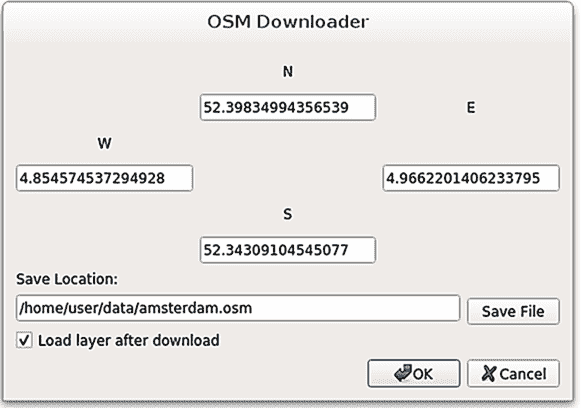 OSM Downloader
N
52.39834994356539
E
W
4.854574537294928
4.9662201406233795
S
52.34309104545077
Save Location:
/home/user/data/amsterdam.osm
Save File
Load layer after download
OK
Cancel